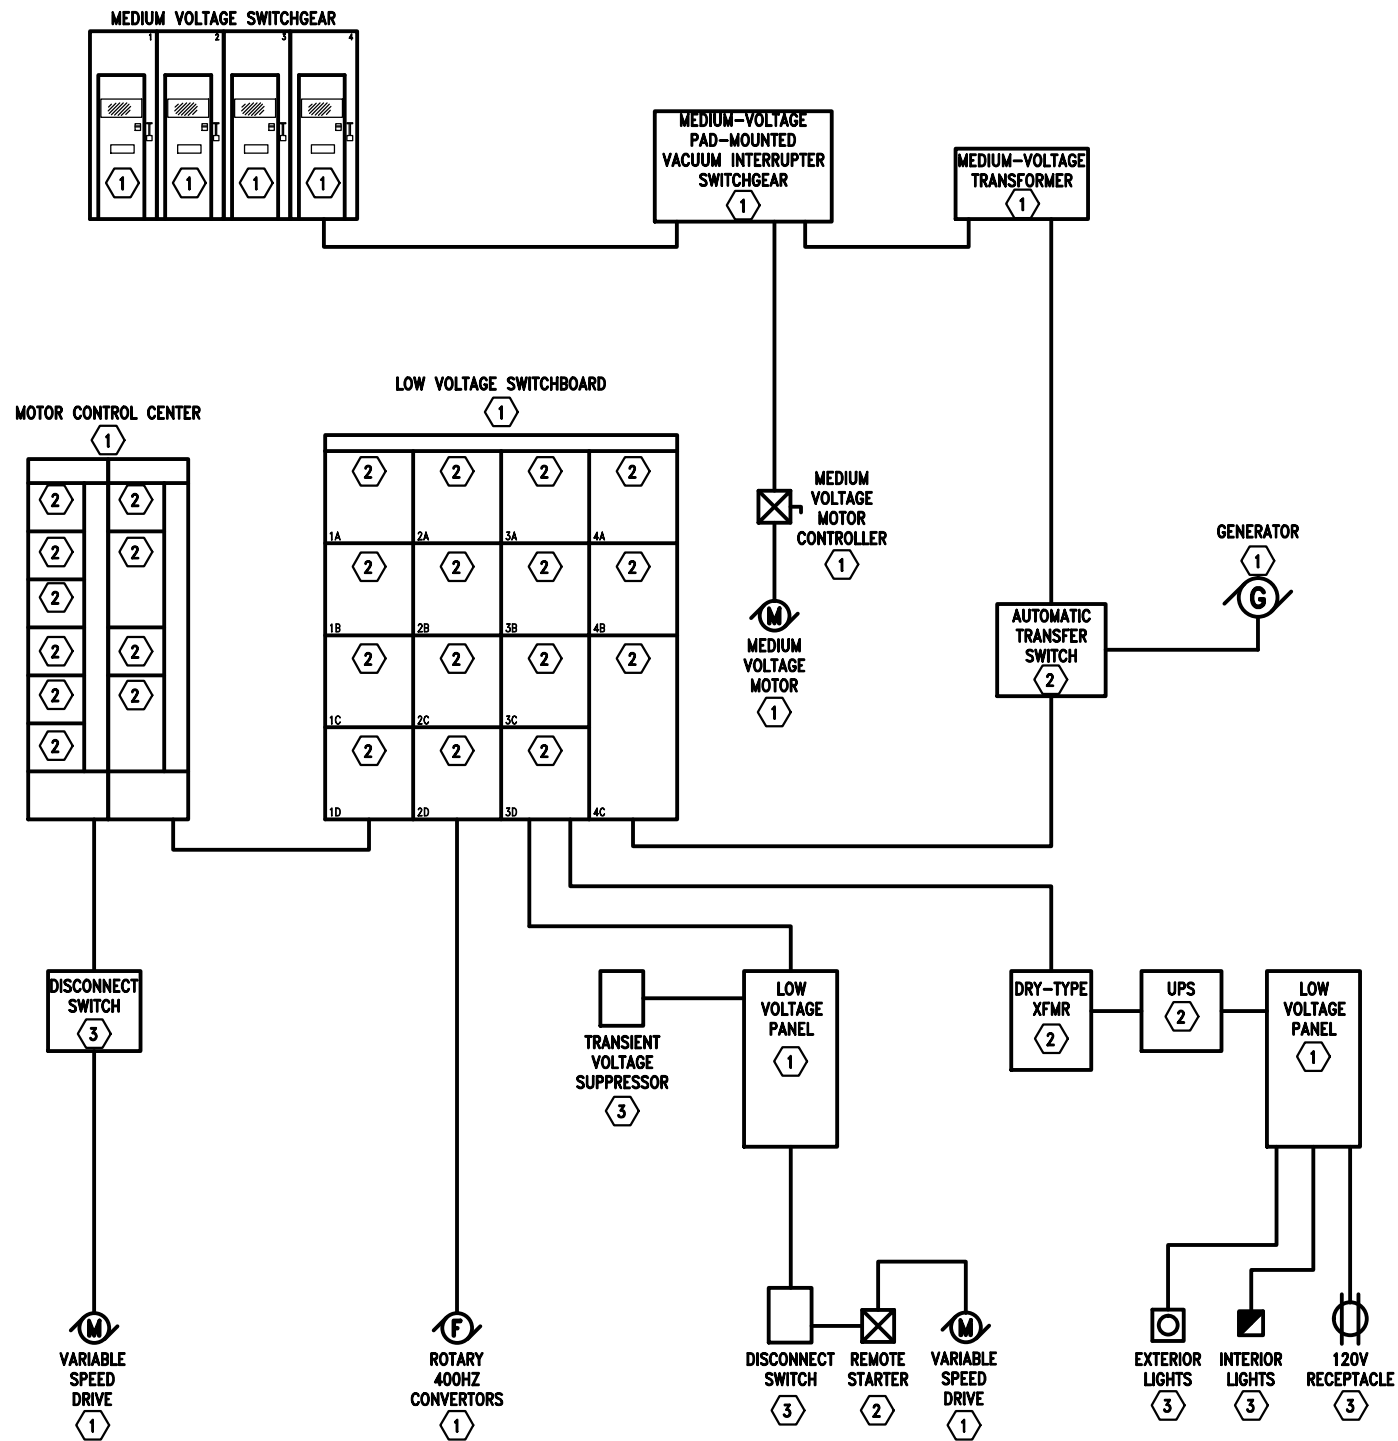 MEDIUM VOLTAGE SWITCHGEAR
1 2 3 4
1 1 1 1
MEDIUM-VOLTAGE
PAD-MOUNTED
VACUUM INTERRUPTER
SWITCHGEAR
1
MEDIUM-VOLTAGE
TRANSFORMER
1
MOTOR CONTROL CENTER
1
2 2
2 2
2
2 2
2 2
2
LOW VOLTAGE SWITCHBOARD
1
2 2 2 2
1A 2A 3A 4A
2 2 2 2
1B 2B 3B 4B
2 2 2 2
1C 2C 3C
2 2 2
1D 2D 3D 4C
MEDIUM
VOLTAGE
MOTOR
CONTROLLER
1
M
MEDIUM
VOLTAGE
MOTOR
1
GENERATOR
1
G
AUTOMATIC
TRANSFER
SWITCH
2
DISCONNECT
SWITCH
3
TRANSIENT
VOLTAGE
SUPPRESSOR
3
LOW
VOLTAGE
PANEL
1
DRY-TYPE
XFMR
2
UPS
2
LOW
VOLTAGE
PANEL
1
M
VARIABLE
SPEED
DRIVE
1
F
ROTARY
400HZ
CONVERTORS
1
DISCONNECT
SWITCH
3
REMOTE
STARTER
2
M
VARIABLE
SPEED
DRIVE
1
EXTERIOR
LIGHTS
3
INTERIOR
LIGHTS
3
120V
RECEPTACLE
3